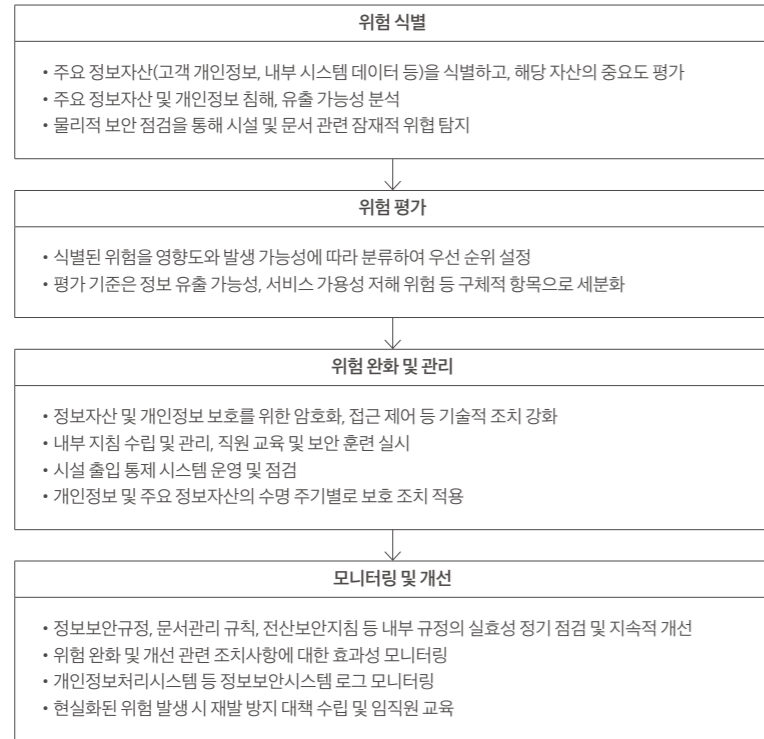 위험 식별
• 주요 정보자산(고객 개인정보, 내부 시스템 데이터 등)을 식별하고, 해당 자산의 중요도 평가
• 주요 정보자산 및 개인정보 침해, 유출 가능성 분석
• 물리적 보안 점검을 통해 시설 및 문서 관련 잠재적 위협 탐지
위험 평가
• 식별된 위험을 영향도와 발생 가능성에 따라 분류하여 우선 순위 설정
• 평가 기준은 정보 유출 가능성, 서비스 가용성 저해 위험 등 구체적 항목으로 세분화
위험 완화 및 관리
• 정보자산 및 개인정보 보호를 위한 암호화, 접근 제어 등 기술적 조치 강화
• 내부 지침 수립 및 관리, 직원 교육 및 보안 훈련 실시
• 시설 출입 통제 시스템 운영 및 점검
• 개인정보 및 주요 정보자산의 수명 주기별로 보호 조치 적용
모니터링 및 개선
• 정보보안규정, 문서관리 규칙, 전산보안지침 등 내부 규정의 실효성 정기 점검 및 지속적 개선
• 위험 완화 및 개선 관련 조치사항에 대한 효과성 모니터링
• 개인정보처리시스템 등 정보보안시스템 로그 모니터링
• 현실화된 위험 발생 시 재발 방지 대책 수립 및 임직원 교육